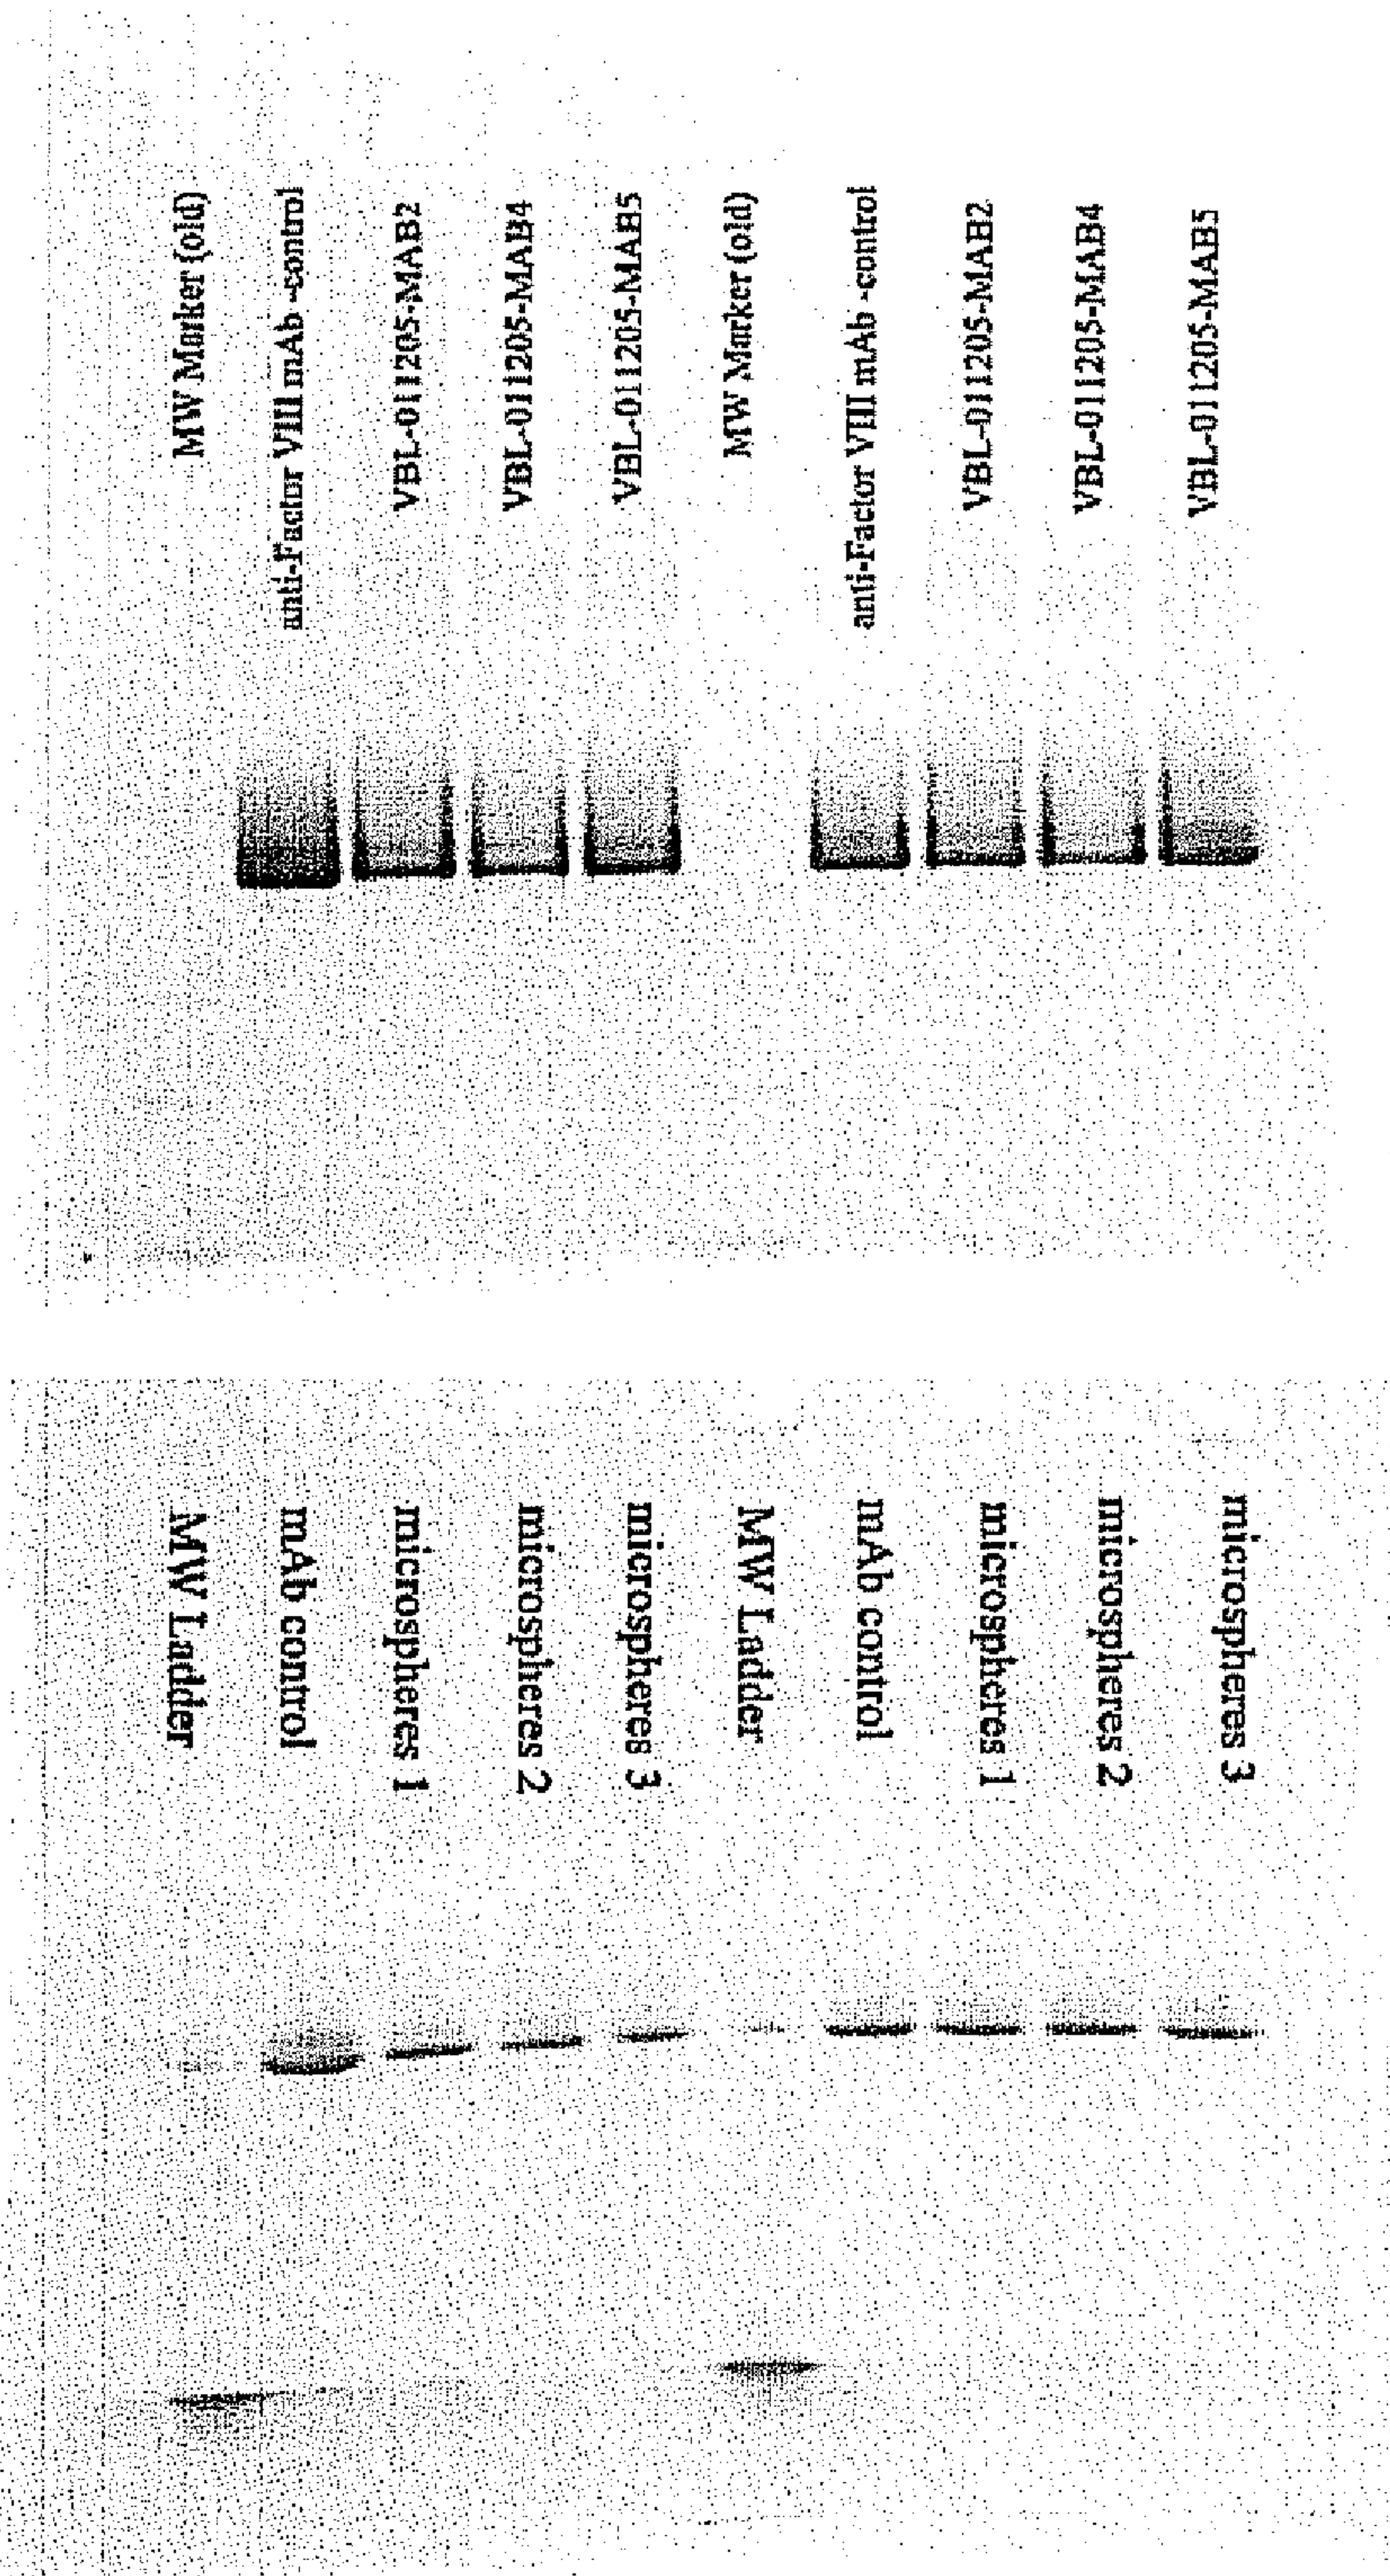 MW Marker (old)
anti-Factor VIII mAb -control
VBL-011205-MAB2
VBL-011205-MAB4
VBL-011205-MAB5
MW Marker (old)
anti-Factor VIII mAb -control
VBL-011205-MAB2
VBL-011205-MAB4
VBL-011205-MAB5
MW Ladder
mAb control
microspheres 1
microspheres 2
microspheres 3
MW Ladder
mAb control
microspheres 1
microspheres 2
microspheres 3